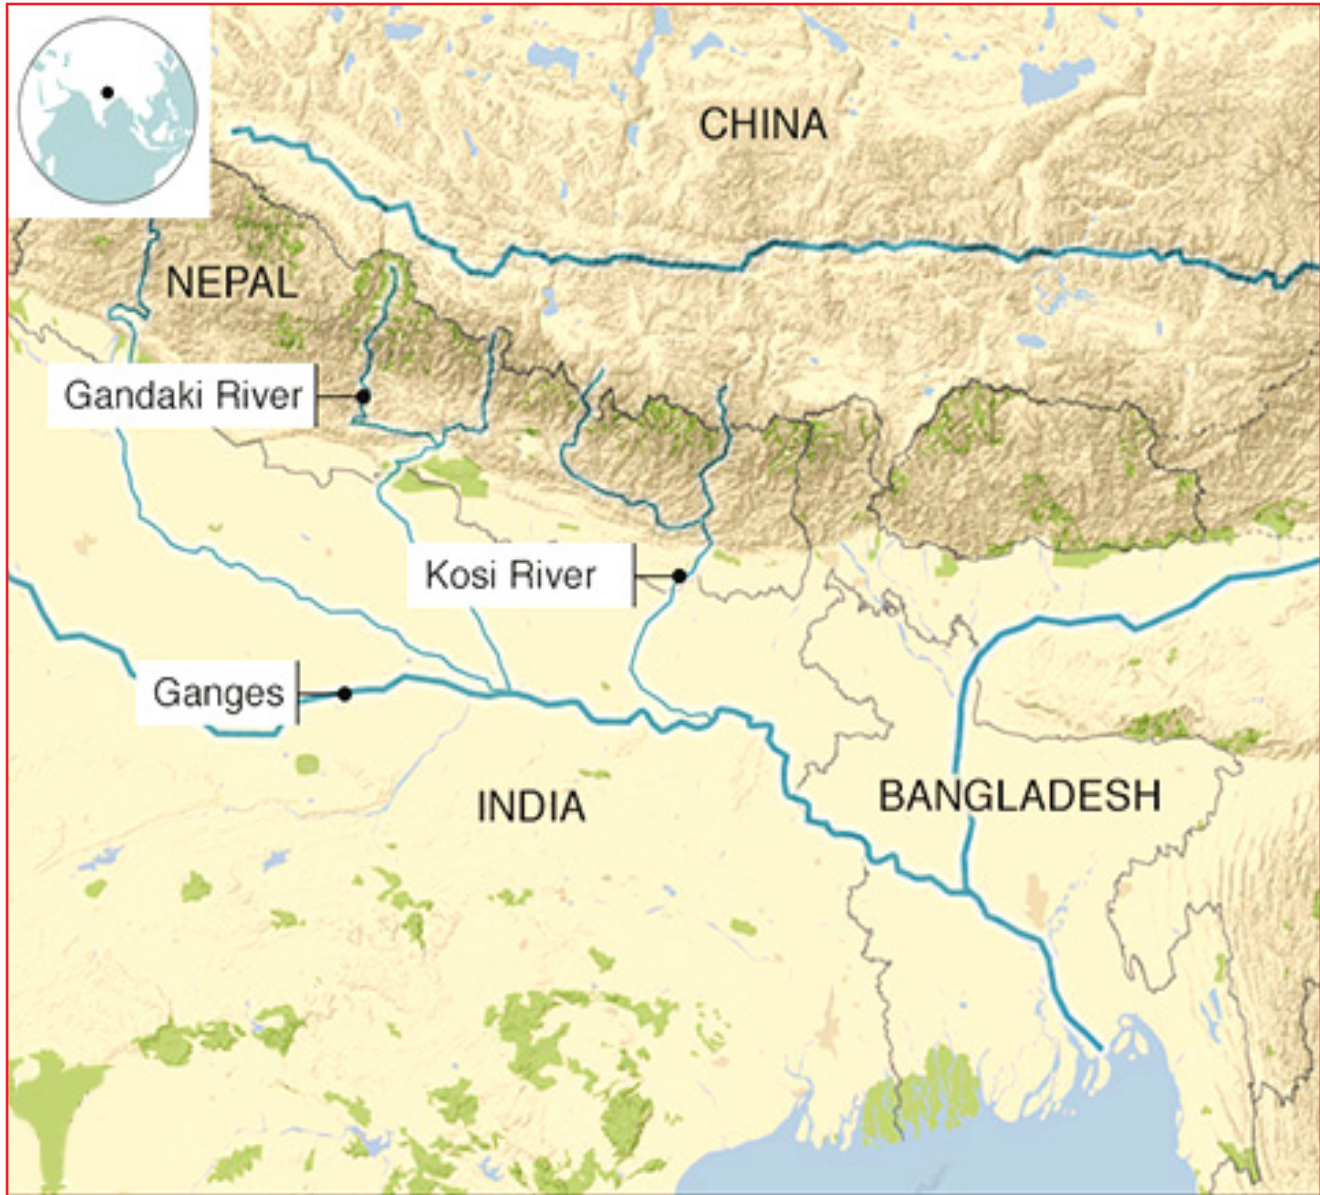 CHINA
NEPAL
Gandaki River
Kosi River
Ganges
INDIA
BANGLADESH